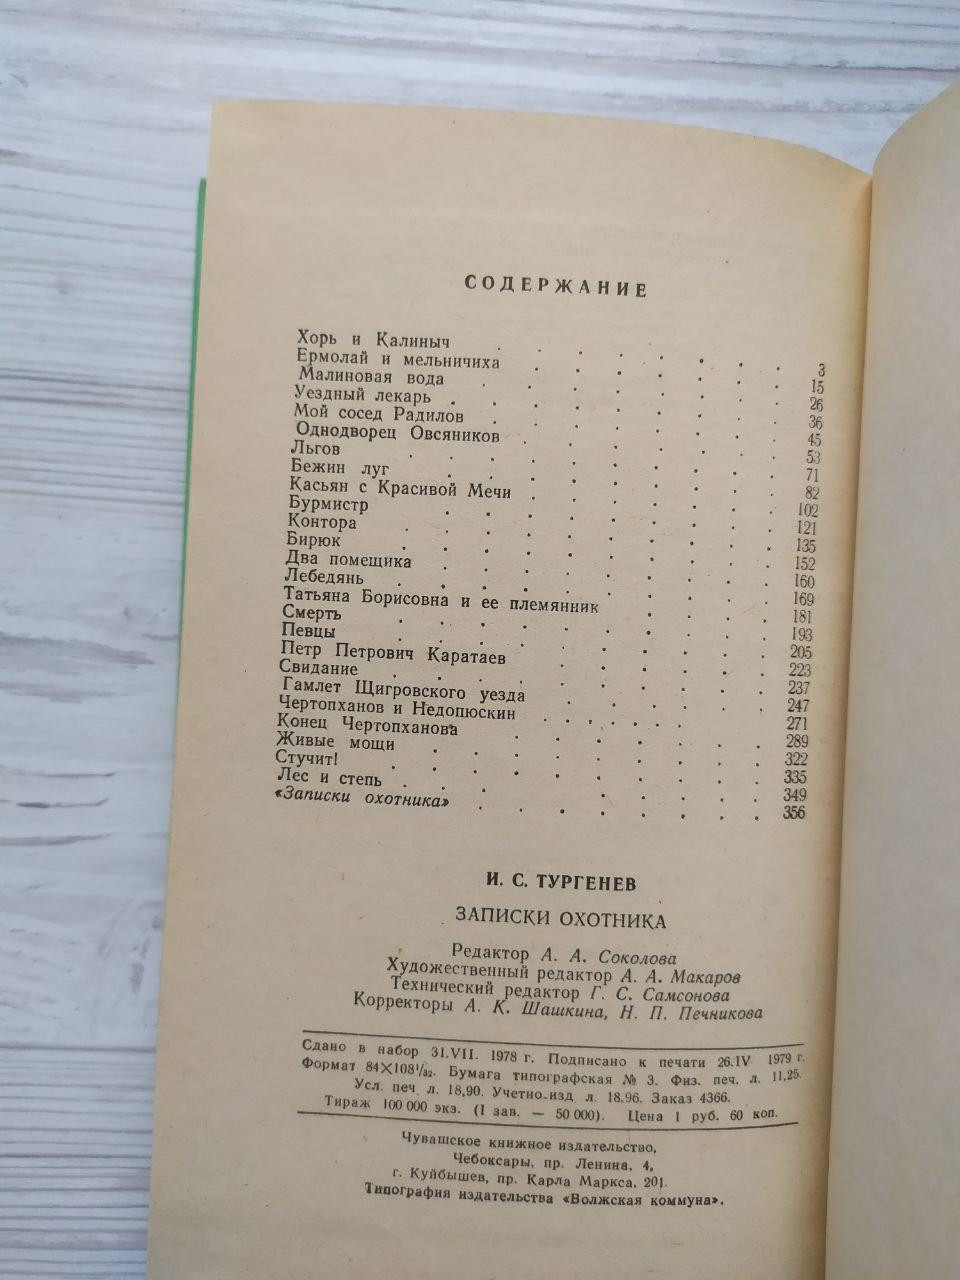 СОДЕРЖАНИЕ
Хорь и Калиныч . . . . . . . . 3
Ермолай и мельничиха . . . . . . . 15
Малиновая вода . . . . . . . . 26
Уездный лекарь . . . . . . . . 36
Мой сосед Радилов . . . . . . . 45
Однодворец Овсяников . . . . . . 53
Льгов . . . . . . . . . 71
Бежин луг . . . . . . . . 82
Касьян с Красивой Мечи . . . . . . 102
Бурмистр . . . . . . . . 121
Контора . . . . . . . . . 135
Бирюк . . . . . . . . . 152
Два помещика . . . . . . . . 160
Лебедянь . . . . . . . . . 169
Татьяна Борисовна и ее племянник . . . . 181
Смерть . . . . . . . . . 193
Певцы . . . . . . . . . 205
Петр Петрович Каратаев . . . . . . 223
Свидание . . . . . . . . . 237
Гамлет Щигровского уезда . . . . . 247
Чертопханов и Недопюскин . . . . . . 271
Конец Чертопханова . . . . . . . 289
Живые мощи . . . . . . . . 322
Стучит! . . . . . . . . . 335
Лес и степь . . . . . . . . 349
«Записки охотника» . . . . . . . 356
И. С. ТУРГЕНЕВ
ЗАПИСКИ ОХОТНИКА
Редактор А. А. Соколова
Художественный редактор А. А. Макаров
Технический редактор Г. С. Самсонова
Корректоры А. К. Шашкина, Н. П. Печникова
Сдано в набор 31.VII. 1978 г. Подписано к печати 26.IV 1979 г.
Формат 84×108¹/₃₂. Бумага типографская № 3. Физ. печ. л. 11,25.
Усл. печ. л. 18,90. Учетно-изд л. 18,96. Заказ 4366.
Тираж 100 000 экз. (I зав. — 50 000). Цена 1 руб. 60 коп.
Чувашское книжное издательство,
Чебоксары, пр. Ленина, 4,
г. Куйбышев, пр. Карла Маркса, 201.
Типография издательства «Волжская коммуна».